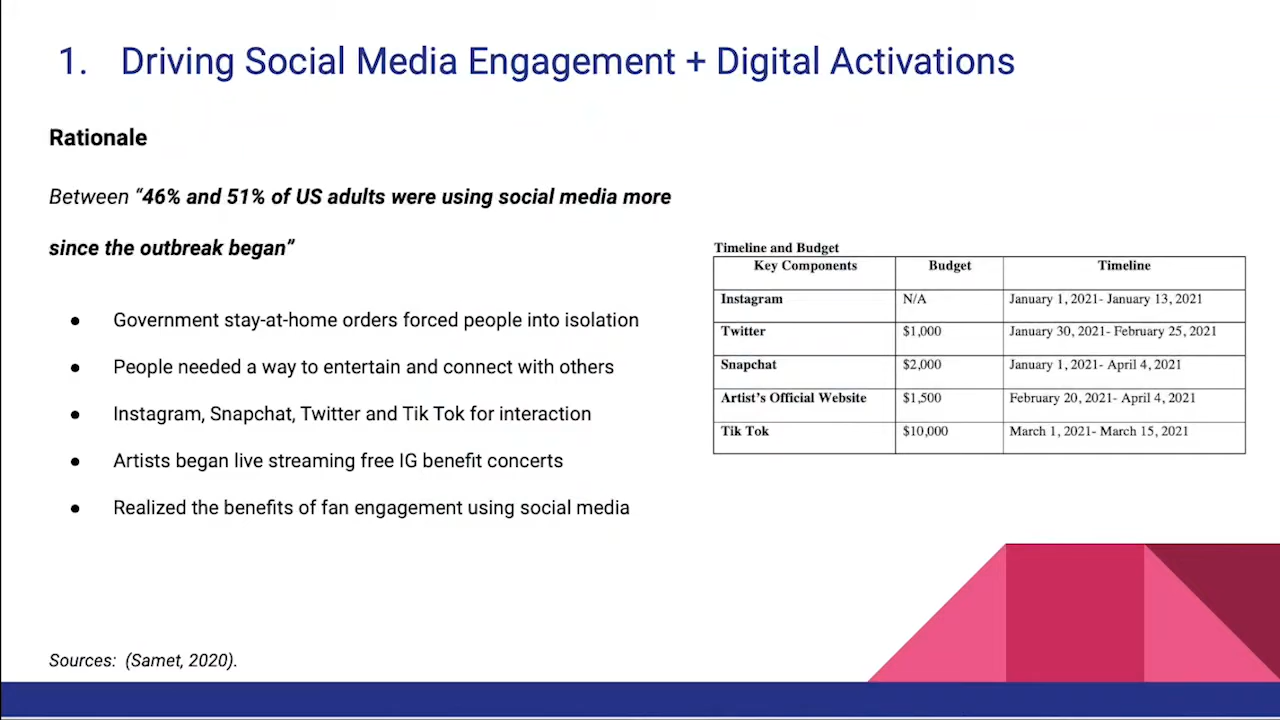 1. Driving Social Media Engagement + Digital Activations
Rationale
Between “46% and 51% of US adults were using social media more
since the outbreak began”
● Government stay-at-home orders forced people into isolation
● People needed a way to entertain and connect with others
● Instagram, Snapchat, Twitter and Tik Tok for interaction
● Artists began live streaming free IG benefit concerts
● Realized the benefits of fan engagement using social media
Timeline and Budget
Key Components Budget Timeline
Instagram N/A January 1, 2021- January 13, 2021
Twitter $1,000 January 30, 2021- February 25, 2021
Snapchat $2,000 January 1, 2021- April 4, 2021
Artist’s Official Website $1,500 February 20, 2021- April 4, 2021
Tik Tok $10,000 March 1, 2021- March 15, 2021
Sources: (Samet, 2020).